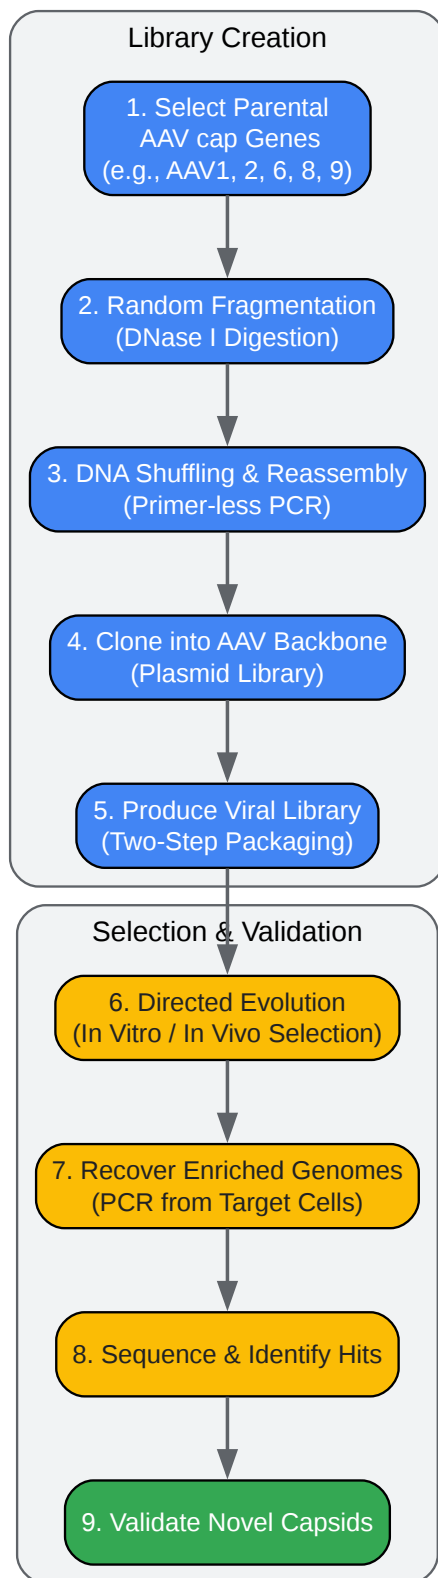 Library Creation
1. Select Parental
AAV cap Genes
(e.g., AAV1, 2, 6, 8, 9)
2. Random Fragmentation
(DNase I Digestion)
3. DNA Shuffling & Reassembly
(Primer-less PCR)
4. Clone into AAV Backbone
(Plasmid Library)
5. Produce Viral Library
(Two-Step Packaging)
Selection & Validation
6. Directed Evolution
(In Vitro / In Vivo Selection)
7. Recover Enriched Genomes
(PCR from Target Cells)
8. Sequence & Identify Hits
9. Validate Novel Capsids